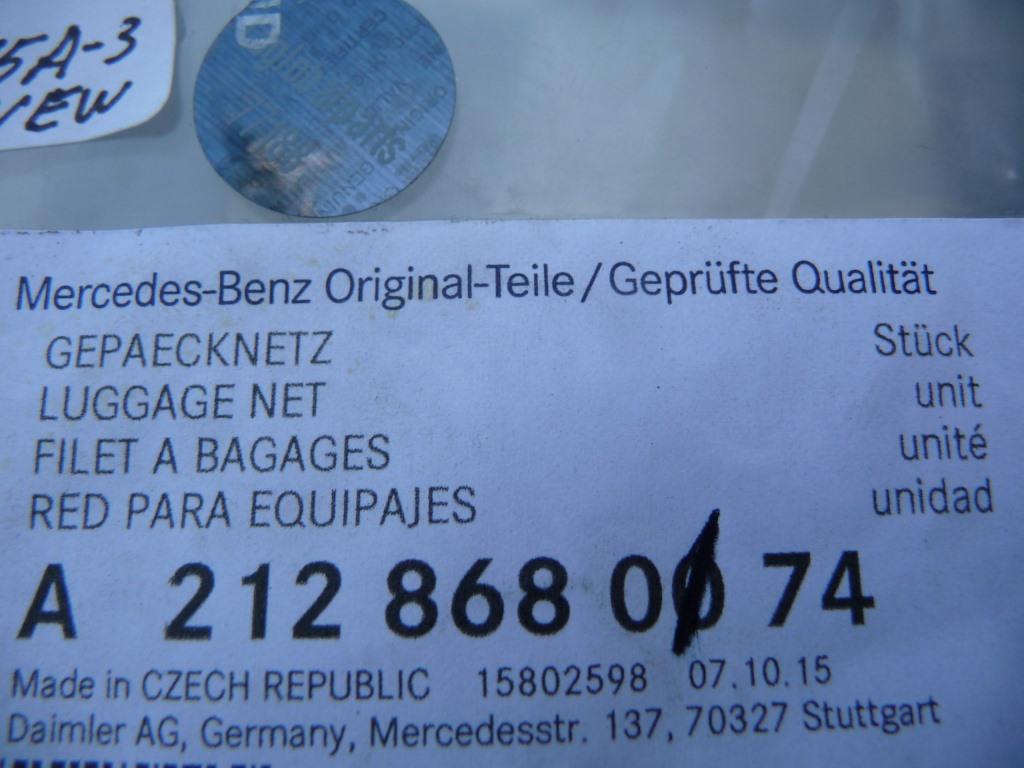 5A-3
NEW
Mercedes-Benz Original-Teile / Geprüfte Qualität
GEPAECKNETZ Stück
LUGGAGE NET unit
FILET A BAGAGES unité
RED PARA EQUIPAJES unidad
A 212 868 00 74
Made in CZECH REPUBLIC 15802598 07.10.15
Daimler AG, Germany, Mercedesstr. 137, 70327 Stuttgart